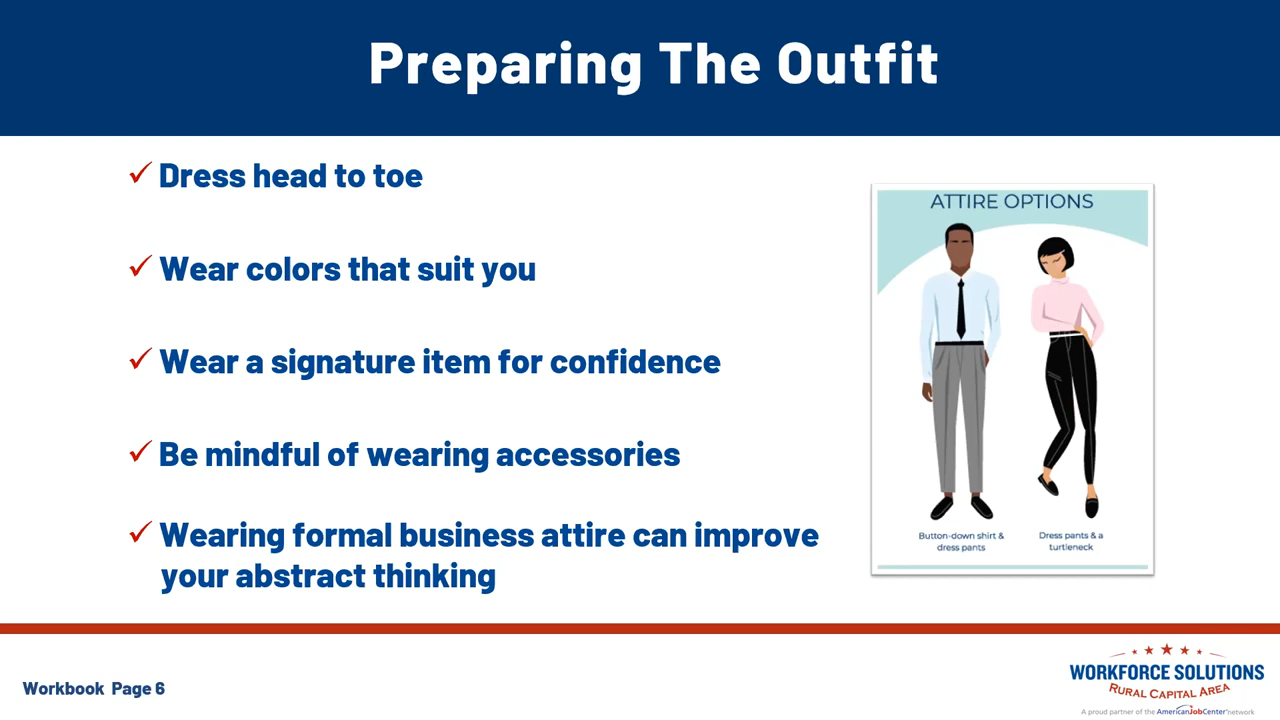 Preparing The Outfit
Dress head to toe
Wear colors that suit you
Wear a signature item for confidence
Be mindful of wearing accessories
Wearing formal business attire can improve
your abstract thinking
ATTIRE OPTIONS
Button-down shirt &
dress pants
Dress pants & a
turtleneck
Workbook Page 6
WORKFORCE SOLUTIONS
RURAL CAPITAL AREA
A proud partner of the AmericanJobCenter network